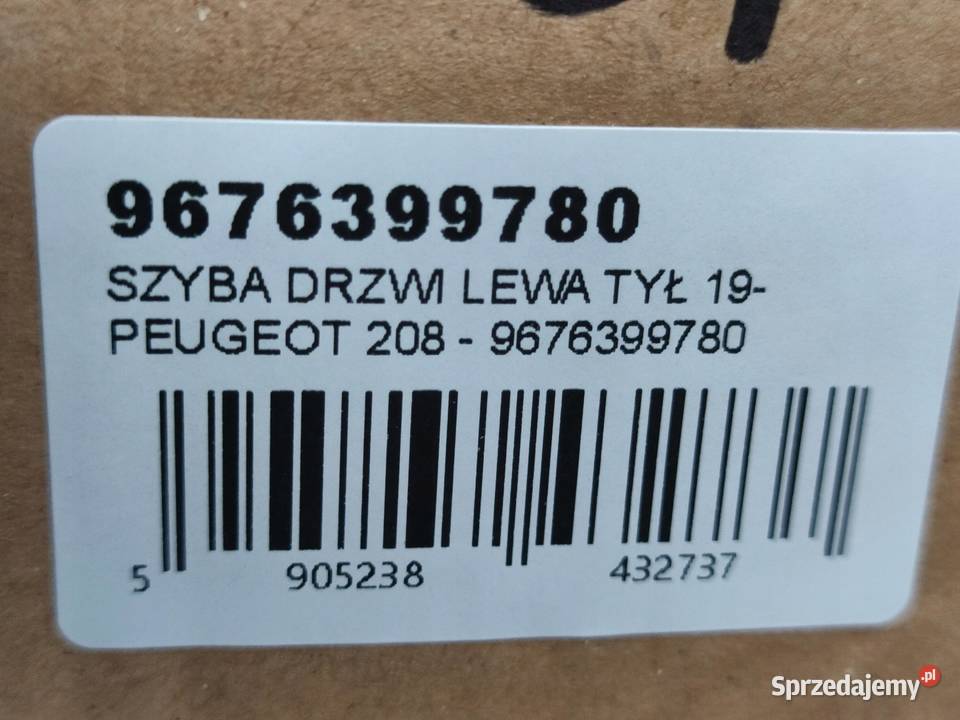 9676399780
SZYBA DRZWI LEWA TYŁ 19-
PEUGEOT 208 - 9676399780
5 905238 432737
Sprzedajemy.pl